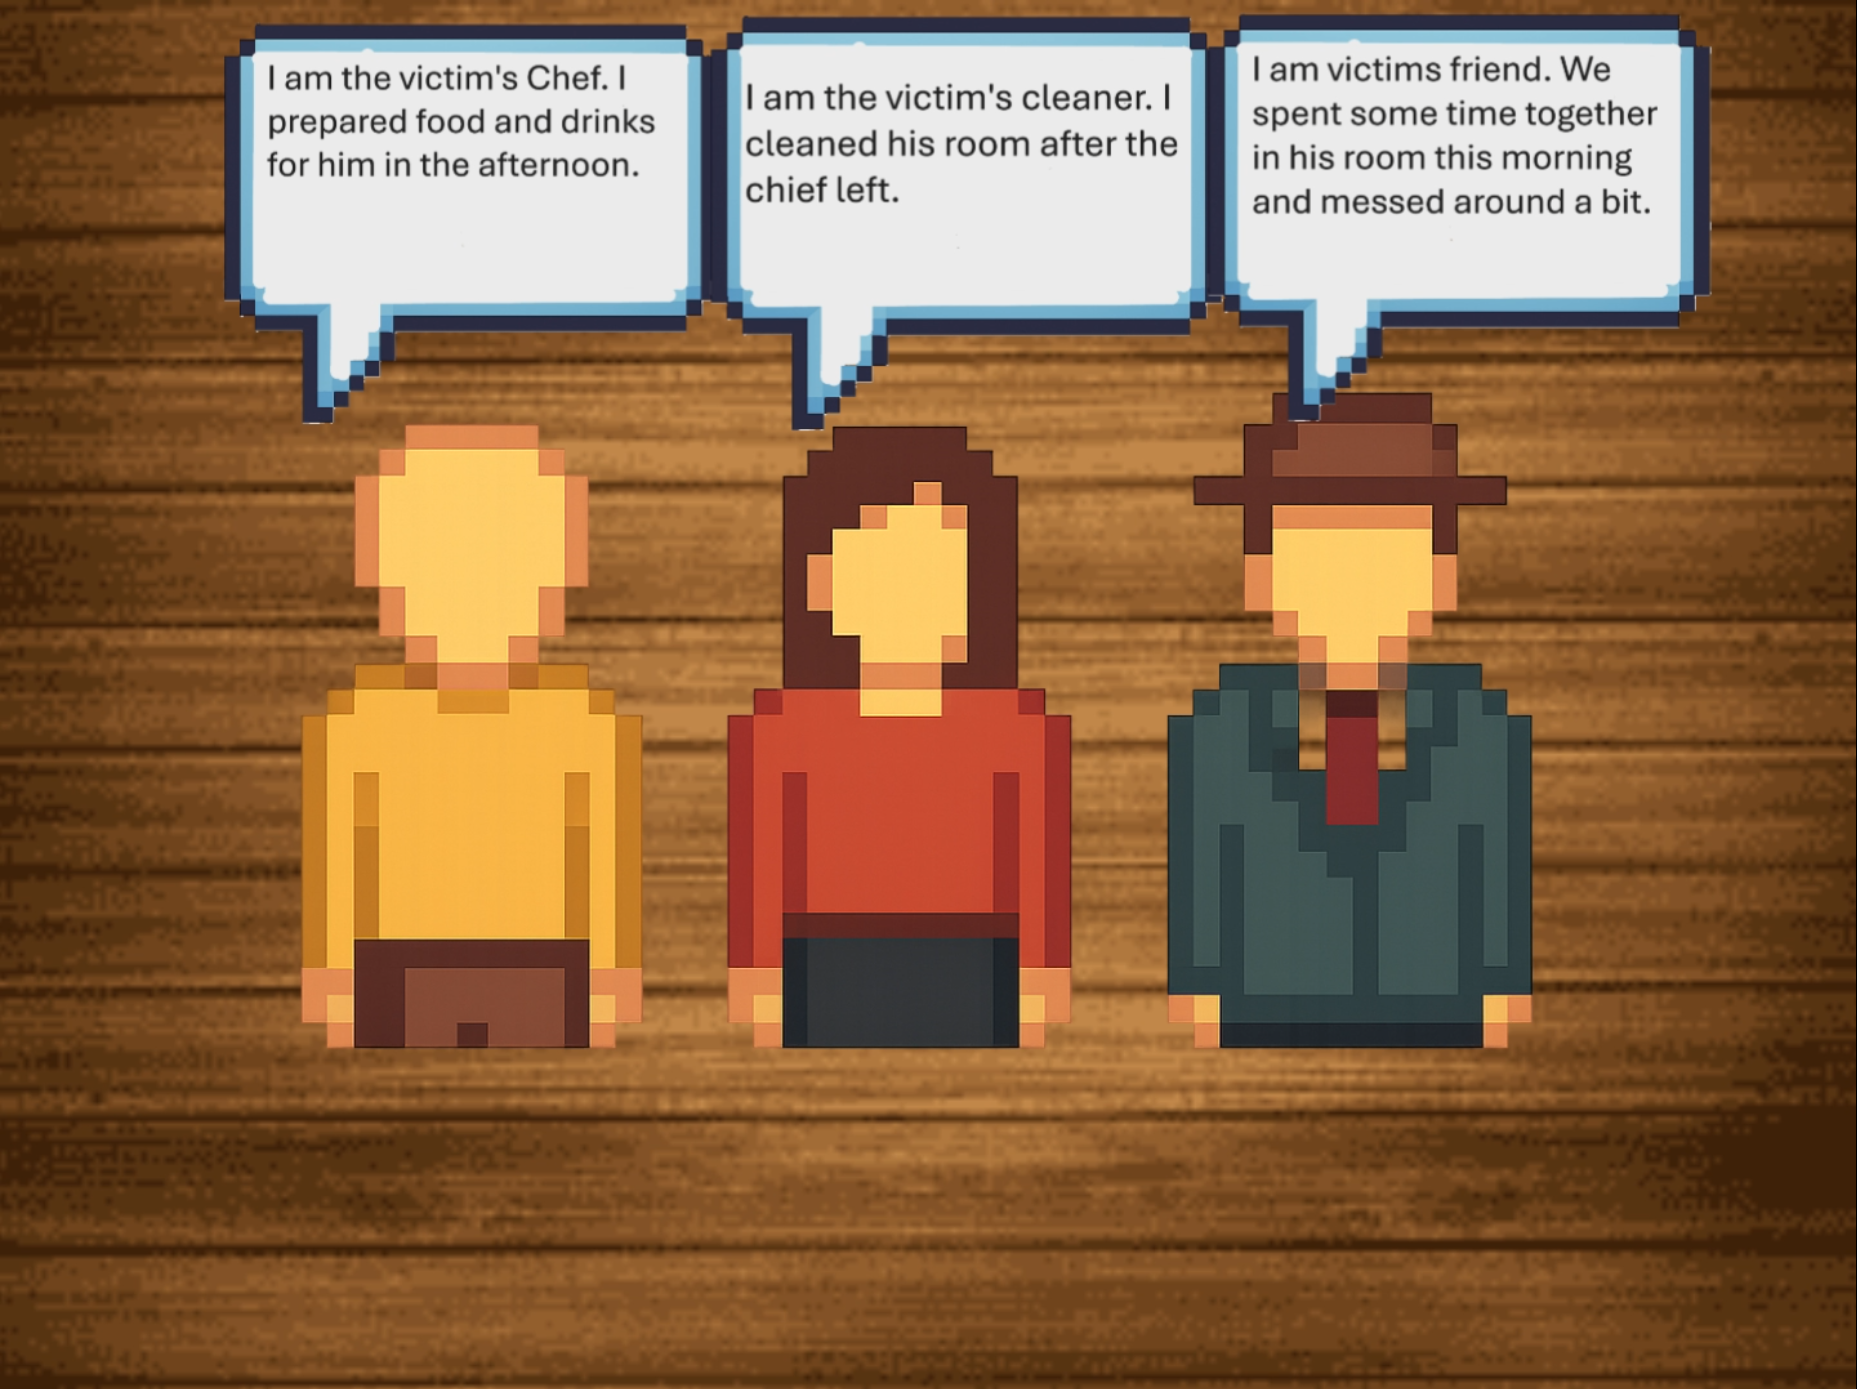 I am the victim's Chef. I
prepared food and drinks
for him in the afternoon.
I am the victim's cleaner. I
cleaned his room after the
chief left.
I am victims friend. We
spent some time together
in his room this morning
and messed around a bit.